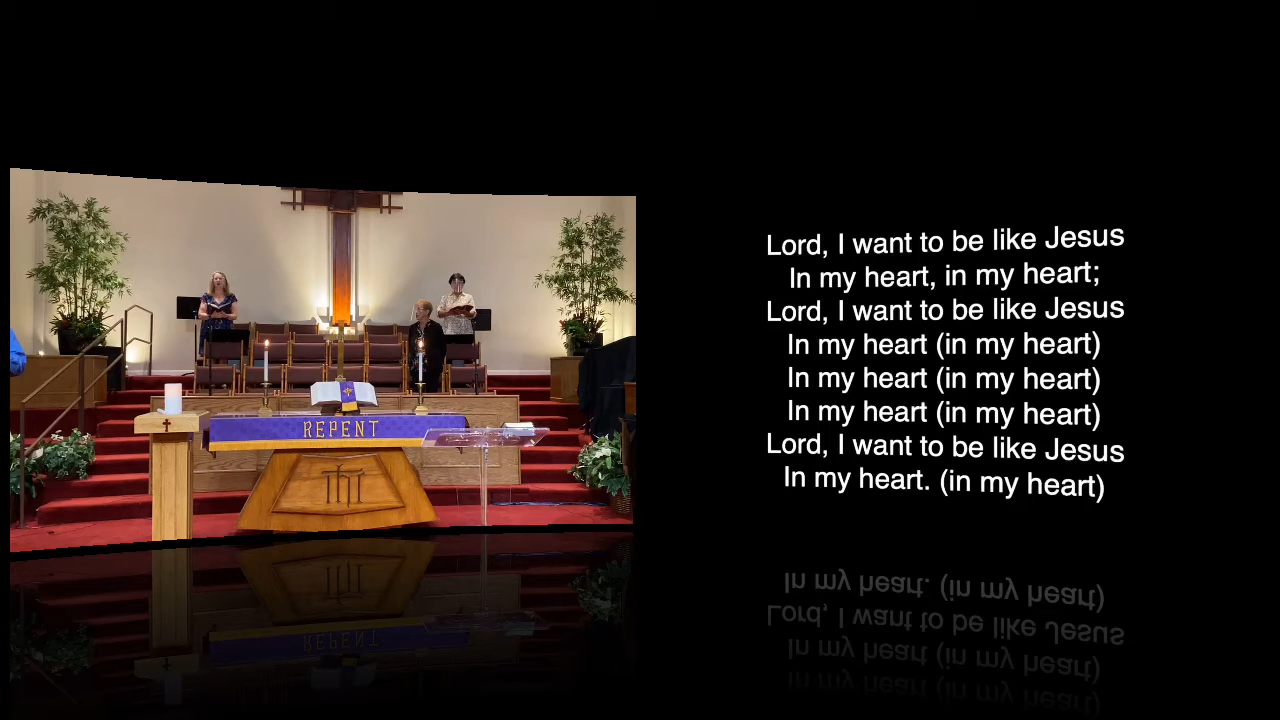 REPENT
IHS
Lord, I want to be like Jesus
In my heart, in my heart;
Lord, I want to be like Jesus
In my heart (in my heart)
In my heart (in my heart)
In my heart (in my heart)
Lord, I want to be like Jesus
In my heart. (in my heart)